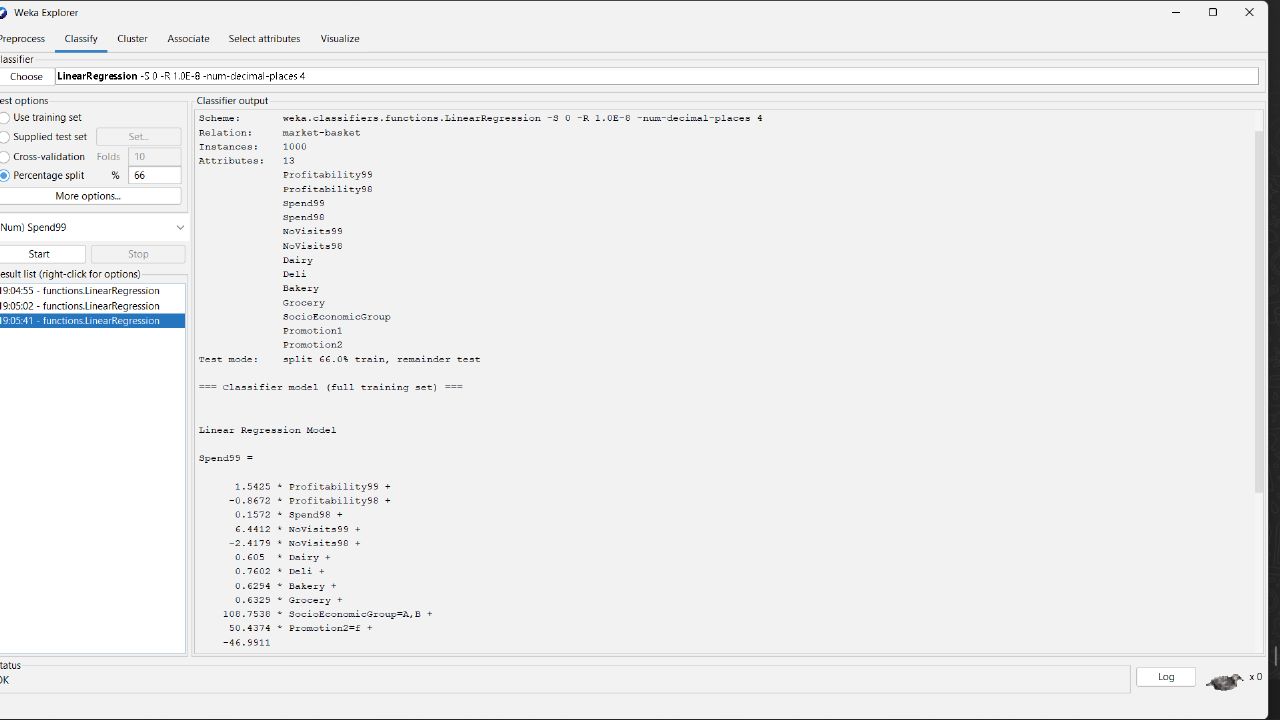 Weka Explorer
Preprocess Classify Cluster Associate Select attributes Visualize
lassifier
Choose LinearRegression -S 0 -R 1.0E-8 -num-decimal-places 4
est options
Use training set
Supplied test set Set...
Cross-validation Folds 10
Percentage split % 66
More options...
Num) Spend99
Start Stop
esult list (right-click for options)
19:04:55 - functions.LinearRegression
19:05:02 - functions.LinearRegression
19:05:41 - functions.LinearRegression
Classifier output
Scheme: weka.classifiers.functions.LinearRegression -S 0 -R 1.0E-8 -num-decimal-places 4
Relation: market-basket
Instances: 1000
Attributes: 13
Profitability99
Profitability98
Spend99
Spend98
NoVisits99
NoVisits98
Dairy
Deli
Bakery
Grocery
SocioEconomicGroup
Promotion1
Promotion2
Test mode: split 66.0% train, remainder test
=== Classifier model (full training set) ===
Linear Regression Model
Spend99 =
1.5425 * Profitability99 +
-0.8672 * Profitability98 +
0.1572 * Spend98 +
6.4412 * NoVisits99 +
-2.4179 * NoVisits98 +
0.605 * Dairy +
0.7602 * Deli +
0.6254 * Bakery +
0.6325 * Grocery +
108.7538 * SocioEconomicGroup=A,B +
50.4374 * Promotion2=f +
-46.9911
tatus
OK
Log x 0